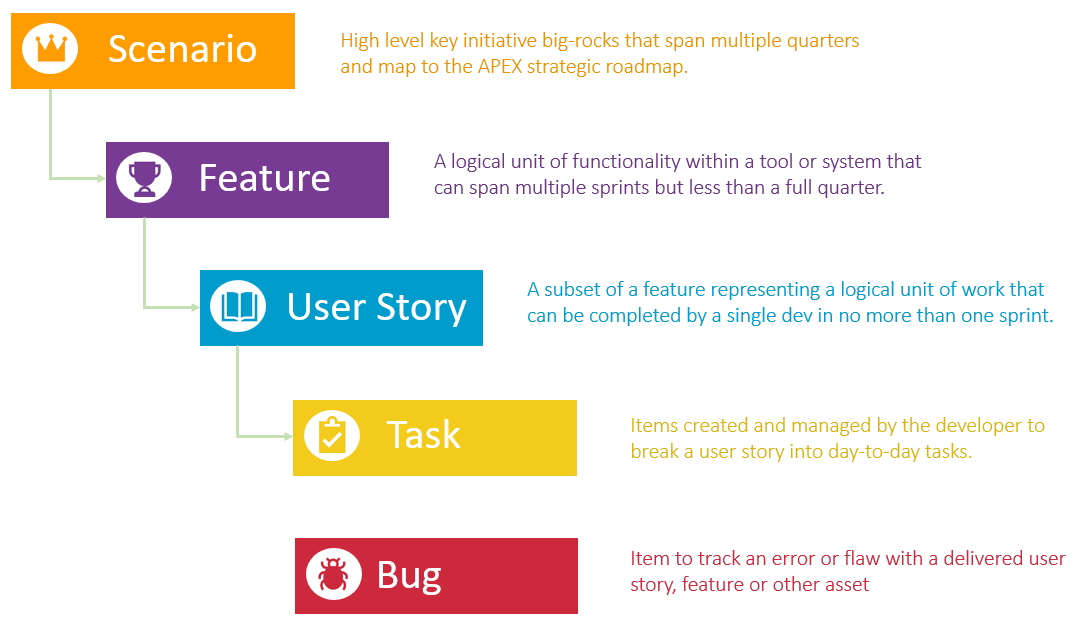 Scenario
High level key initiative big-rocks that span multiple quarters
and map to the APEX strategic roadmap.
Feature
A logical unit of functionality within a tool or system that
can span multiple sprints but less than a full quarter.
User Story
A subset of a feature representing a logical unit of work that
can be completed by a single dev in no more than one sprint.
Task
Items created and managed by the developer to
break a user story into day-to-day tasks.
Bug
Item to track an error or flaw with a delivered user
story, feature or other asset